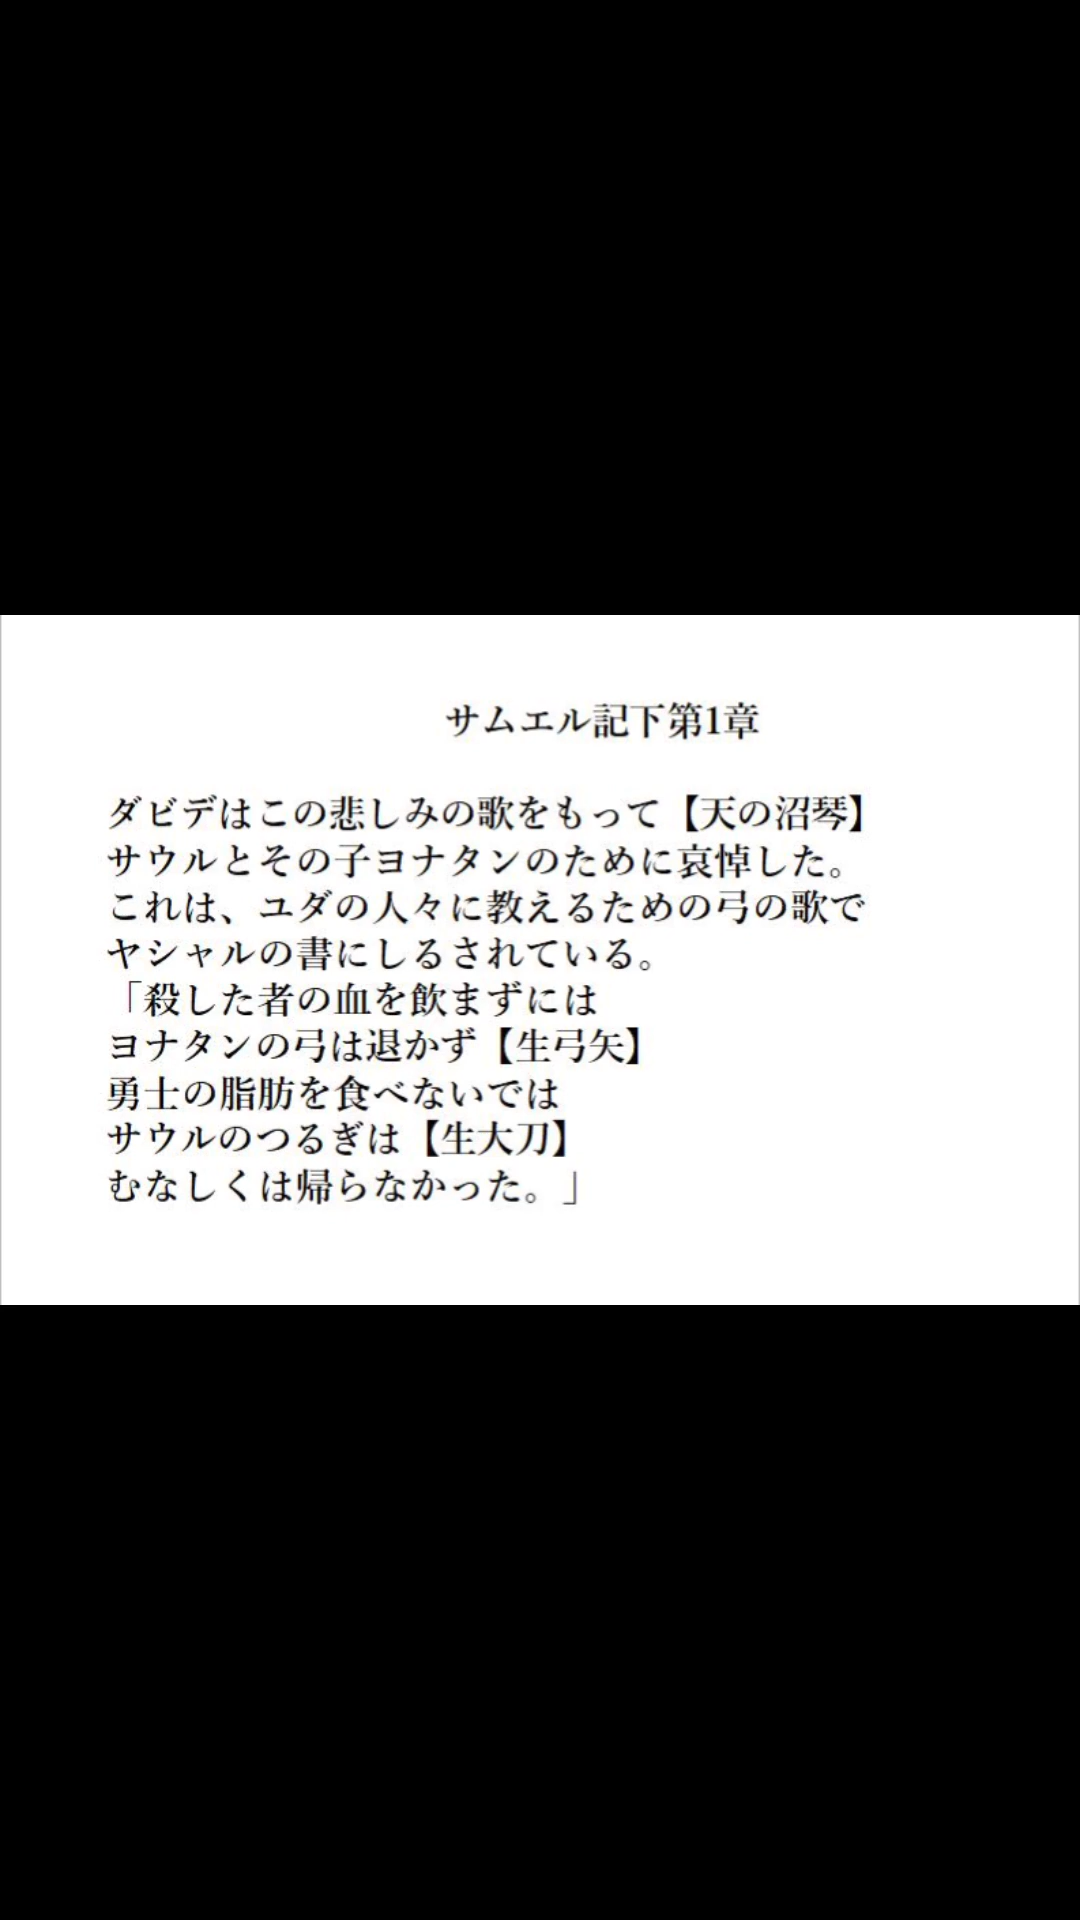 サムエル記下第1章
ダビデはこの悲しみの歌をもって【天の沼琴】
サウルとその子ヨナタンのために哀悼した。
これは、ユダの人々に教えるための弓の歌で
ヤシャルの書にしるされている。
「殺した者の血を飲まずには
ヨナタンの弓は退かず【生弓矢】
勇士の脂肪を食べないでは
サウルのつるぎは【生大刀】
むなしくは帰らなかった。」